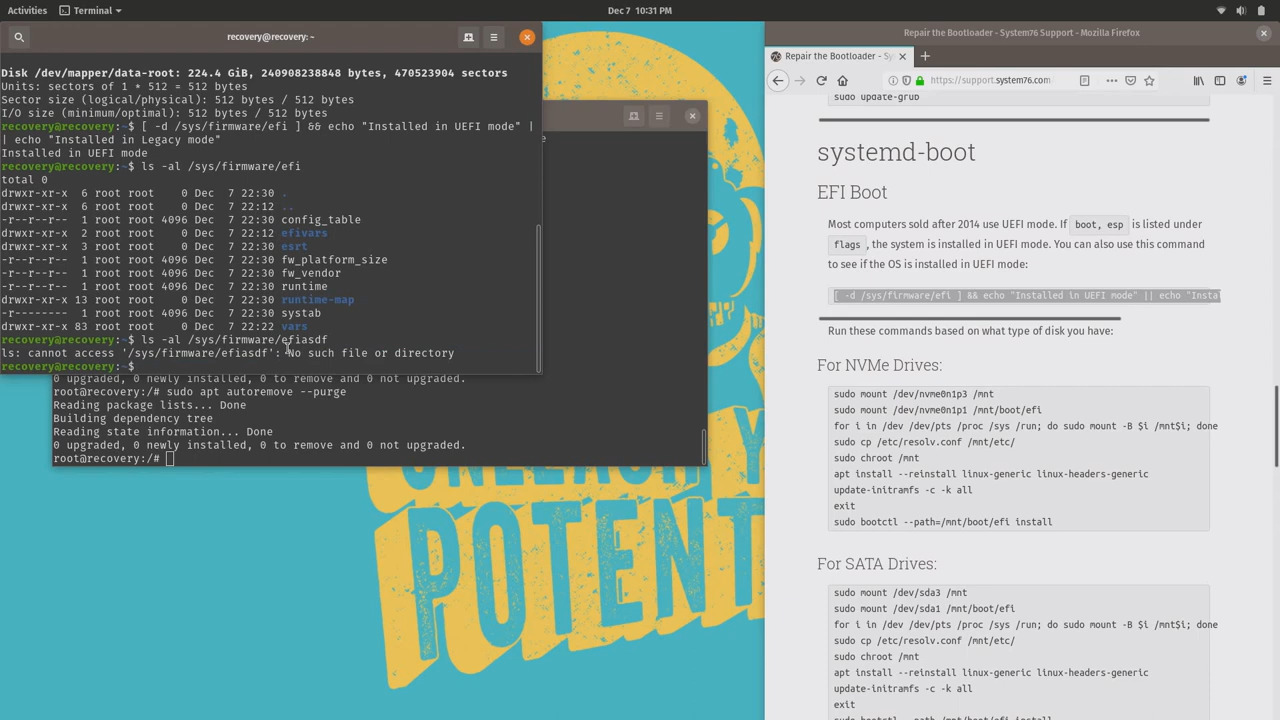 Activities
Terminal
Dec 7 10:31 PM
recovery@recovery: ~
Disk /dev/mapper/data-root: 224.4 GiB, 240908238848 bytes, 470523904 sectors
Units: sectors of 1 * 512 = 512 bytes
Sector size (logical/physical): 512 bytes / 512 bytes
I/O size (minimum/optimal): 512 bytes / 512 bytes
recovery@recovery:~$ [ -d /sys/firmware/efi ] && echo "Installed in UEFI mode" |
| echo "Installed in Legacy mode"
Installed in UEFI mode
recovery@recovery:~$ ls -al /sys/firmware/efi
total 0
drwxr-xr-x 6 root root 0 Dec 7 22:30 .
drwxr-xr-x 6 root root 0 Dec 7 22:12 ..
-r--r--r-- 1 root root 4096 Dec 7 22:30 config_table
drwxr-xr-x 2 root root 0 Dec 7 22:12 efivars
drwxr-xr-x 3 root root 0 Dec 7 22:30 esrt
-r--r--r-- 1 root root 4096 Dec 7 22:30 fw_platform_size
-r--r--r-- 1 root root 4096 Dec 7 22:30 fw_vendor
-r--r--r-- 1 root root 4096 Dec 7 22:30 runtime
drwxr-xr-x 13 root root 0 Dec 7 22:30 runtime-map
-r-------- 1 root root 4096 Dec 7 22:30 systab
drwxr-xr-x 83 root root 0 Dec 7 22:22 vars
recovery@recovery:~$ ls -al /sys/firmware/efiasdf
ls: cannot access '/sys/firmware/efiasdf': No such file or directory
recovery@recovery:~$
e
0 upgraded, 0 newly installed, 0 to remove and 0 not upgraded.
root@recovery:/# sudo apt autoremove --purge
Reading package lists... Done
Building dependency tree
Reading state information... Done
0 upgraded, 0 newly installed, 0 to remove and 0 not upgraded.
root@recovery:/#
POTENT
Repair the Bootloader - System76 Support - Mozilla Firefox
Repair the Bootloader - Sy
https://support.system76.com
sudo update-grub
systemd-boot
EFI Boot
Most computers sold after 2014 use UEFI mode. If boot, esp is listed under
flags , the system is installed in UEFI mode. You can also use this command
to see if the OS is installed in UEFI mode:
[ -d /sys/firmware/efi ] && echo "Installed in UEFI mode" || echo "Instal
Run these commands based on what type of disk you have:
For NVMe Drives:
sudo mount /dev/nvme0n1p3 /mnt
sudo mount /dev/nvme0n1p1 /mnt/boot/efi
for i in /dev /dev/pts /proc /sys /run; do sudo mount -B $i /mnt$i; done
sudo cp /etc/resolv.conf /mnt/etc/
sudo chroot /mnt
apt install --reinstall linux-generic linux-headers-generic
update-initramfs -c -k all
exit
sudo bootctl --path=/mnt/boot/efi install
For SATA Drives:
sudo mount /dev/sda3 /mnt
sudo mount /dev/sda1 /mnt/boot/efi
for i in /dev /dev/pts /proc /sys /run; do sudo mount -B $i /mnt$i; done
sudo cp /etc/resolv.conf /mnt/etc/
sudo chroot /mnt
apt install --reinstall linux-generic linux-headers-generic
update-initramfs -c -k all
exit
sudo bootctl --path=/mnt/boot/efi install